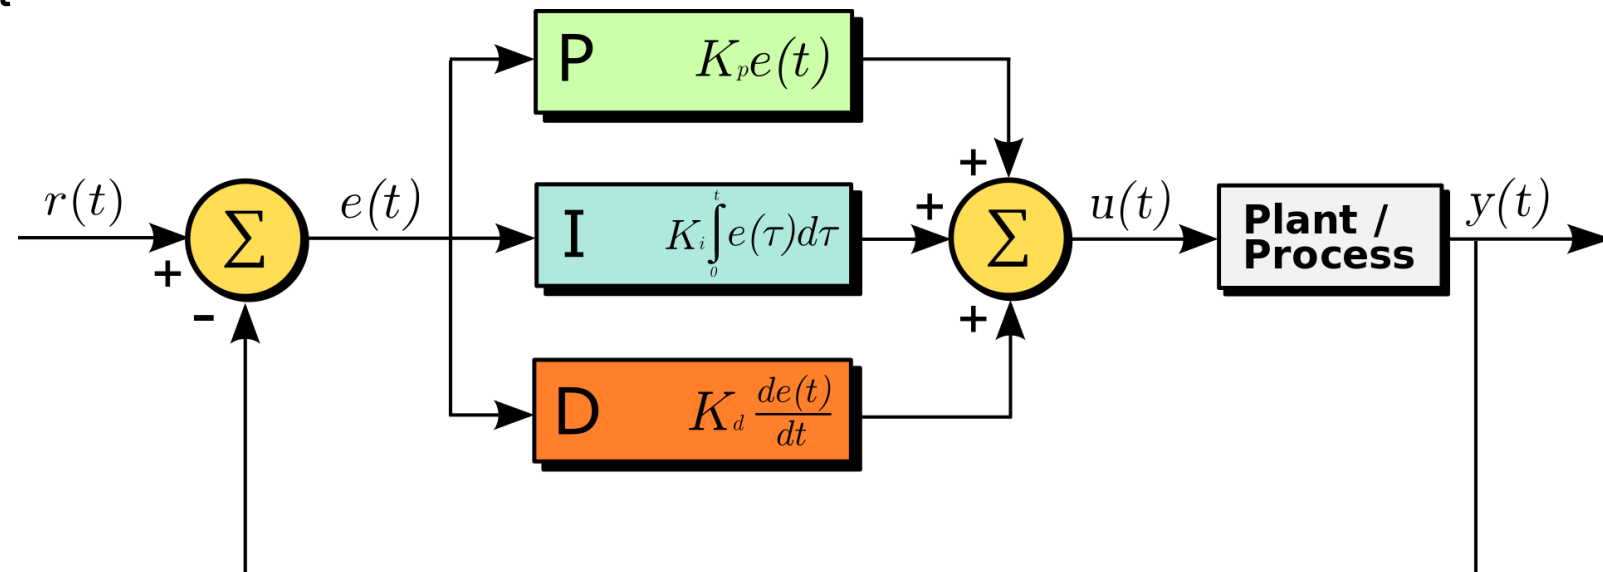 P K_p e(t)
+
r(t)
Σ
e(t)
I K_i ∫_0^t e(τ)dτ
+
Σ
u(t)
Plant /
Process
y(t)
+
-
+
D K_d de(t)/dt